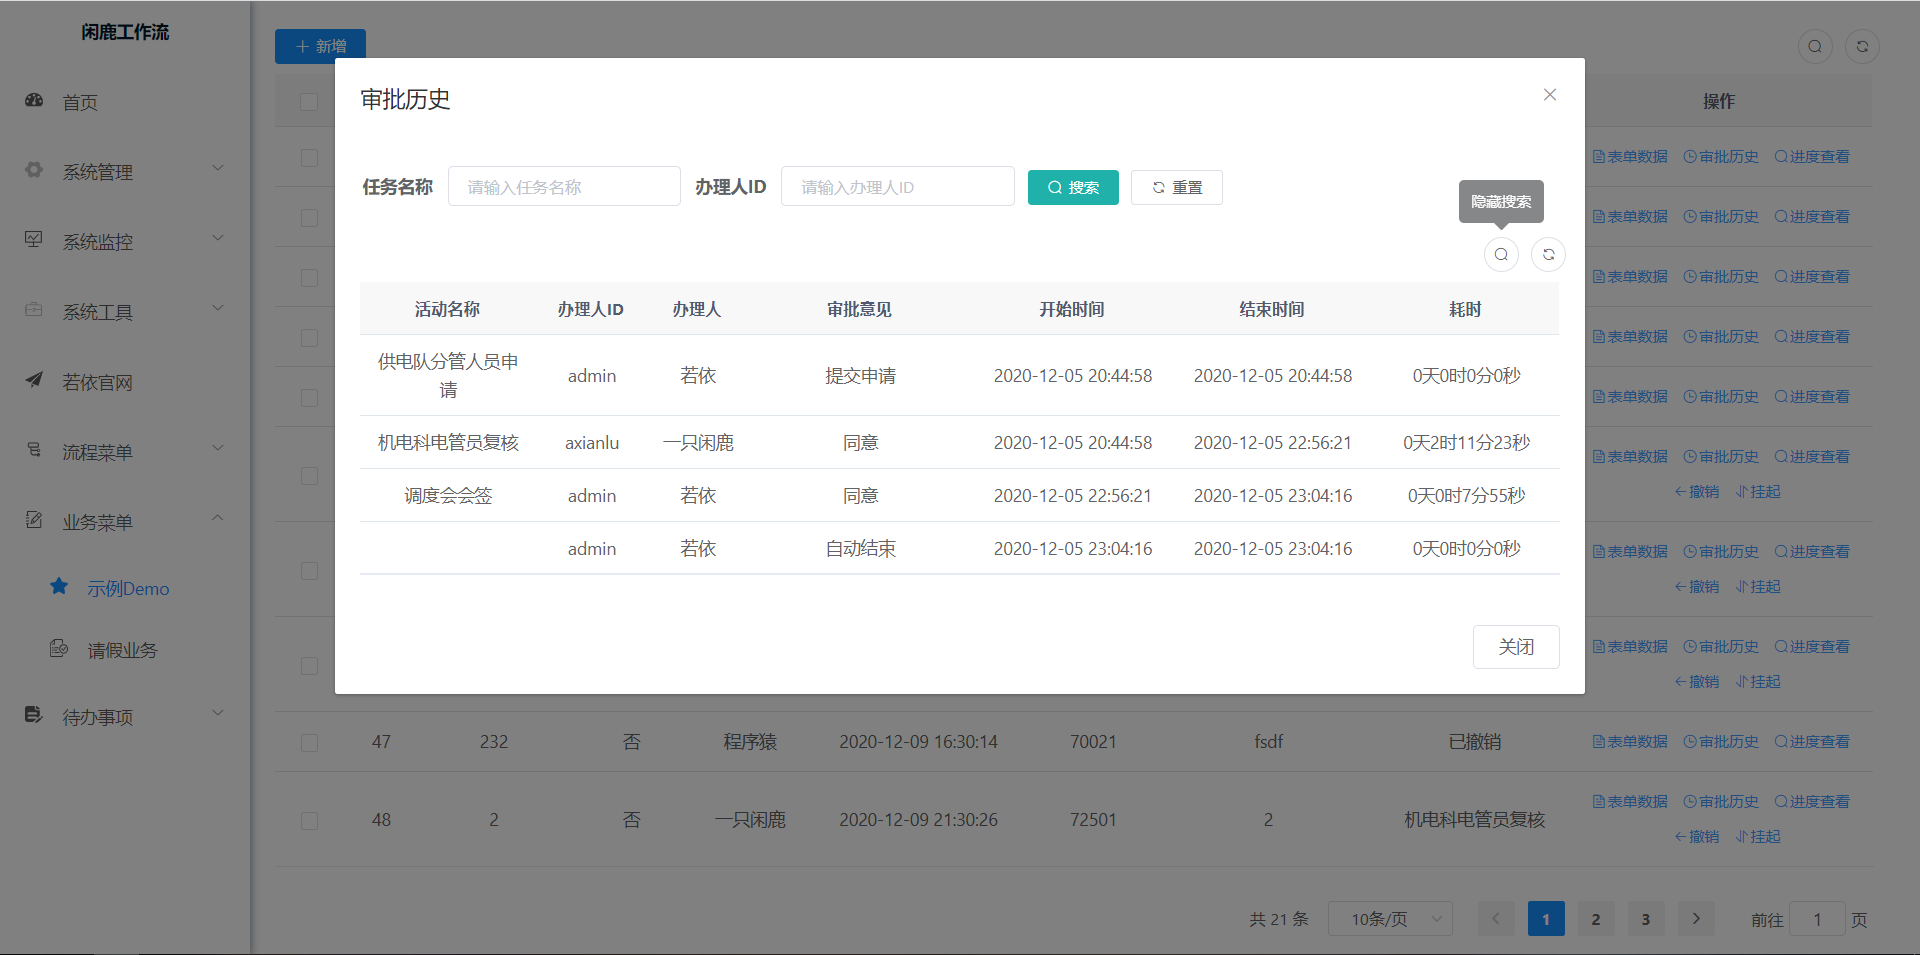 闲鹿工作流
首页
系统管理
系统监控
系统工具
若依官网
流程菜单
业务菜单
示例Demo
请假业务
待办事项
新增
操作
表单数据 审批历史 进度查看
表单数据 审批历史 进度查看
表单数据 审批历史 进度查看
表单数据 审批历史 进度查看
表单数据 审批历史 进度查看
表单数据 审批历史 进度查看
撤销 挂起
表单数据 审批历史 进度查看
撤销 挂起
表单数据 审批历史 进度查看
撤销 挂起
审批历史
任务名称 请输入任务名称 办理人ID 请输入办理人ID 搜索 重置
隐藏搜索
活动名称 办理人ID 办理人 审批意见 开始时间 结束时间 耗时
供电队分管人员申
请 admin 若依 提交申请 2020-12-05 20:44:58 2020-12-05 20:44:58 0天0时0分0秒
机电科电管员复核 axianlu 一只闲鹿 同意 2020-12-05 20:44:58 2020-12-05 22:56:21 0天2时11分23秒
调度会会签 admin 若依 同意 2020-12-05 22:56:21 2020-12-05 23:04:16 0天0时7分55秒
admin 若依 自动结束 2020-12-05 23:04:16 2020-12-05 23:04:16 0天0时0分0秒
关闭
47 232 否 程序猿 2020-12-09 16:30:14 70021 fsdf 已撤销 表单数据 审批历史 进度查看
48 2 否 一只闲鹿 2020-12-09 21:30:26 72501 2 机电科电管员复核 表单数据 审批历史 进度查看
撤销 挂起
共 21 条 10条/页 1 2 3 前往 1 页